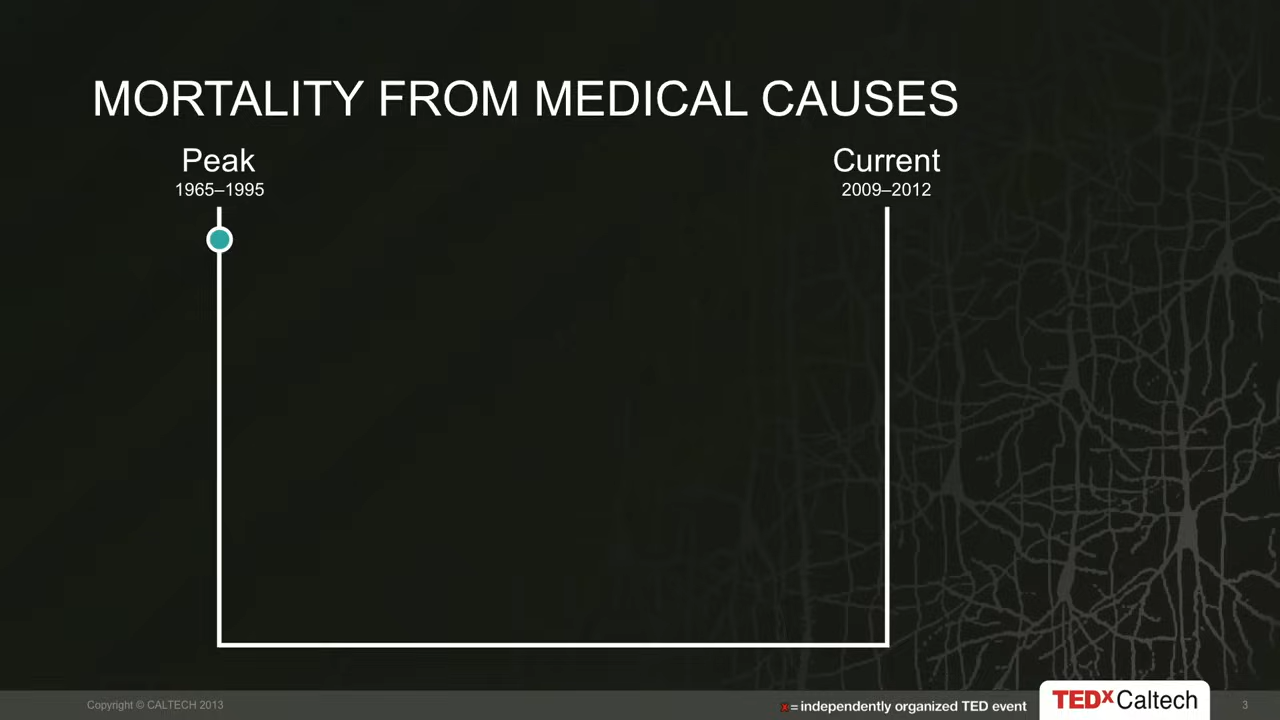 MORTALITY FROM MEDICAL CAUSES
Peak
1965–1995
Current
2009–2012
Copyright © CALTECH 2013
x = independently organized TED event
TEDxCaltech
3